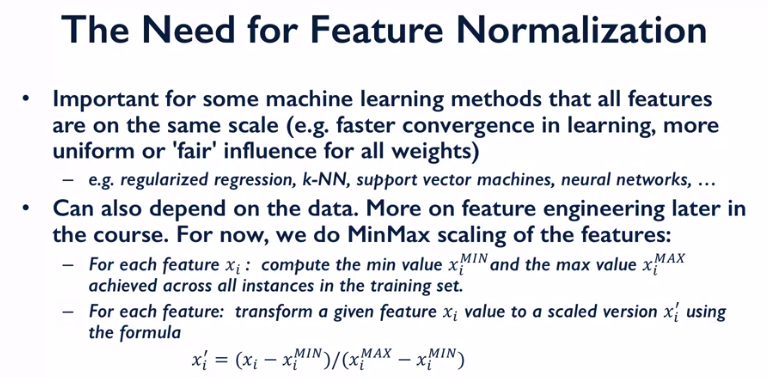 The Need for Feature Normalization
• Important for some machine learning methods that all features
are on the same scale (e.g. faster convergence in learning, more
uniform or 'fair' influence for all weights)
– e.g. regularized regression, k-NN, support vector machines, neural networks, …
• Can also depend on the data. More on feature engineering later in
the course. For now, we do MinMax scaling of the features:
– For each feature $x_i$ : compute the min value $x_i^{MIN}$ and the max value $x_i^{MAX}$
achieved across all instances in the training set.
– For each feature: transform a given feature $x_i$ value to a scaled version $x_i'$ using
the formula
$x_i' = (x_i - x_i^{MIN})/(x_i^{MAX} - x_i^{MIN})$